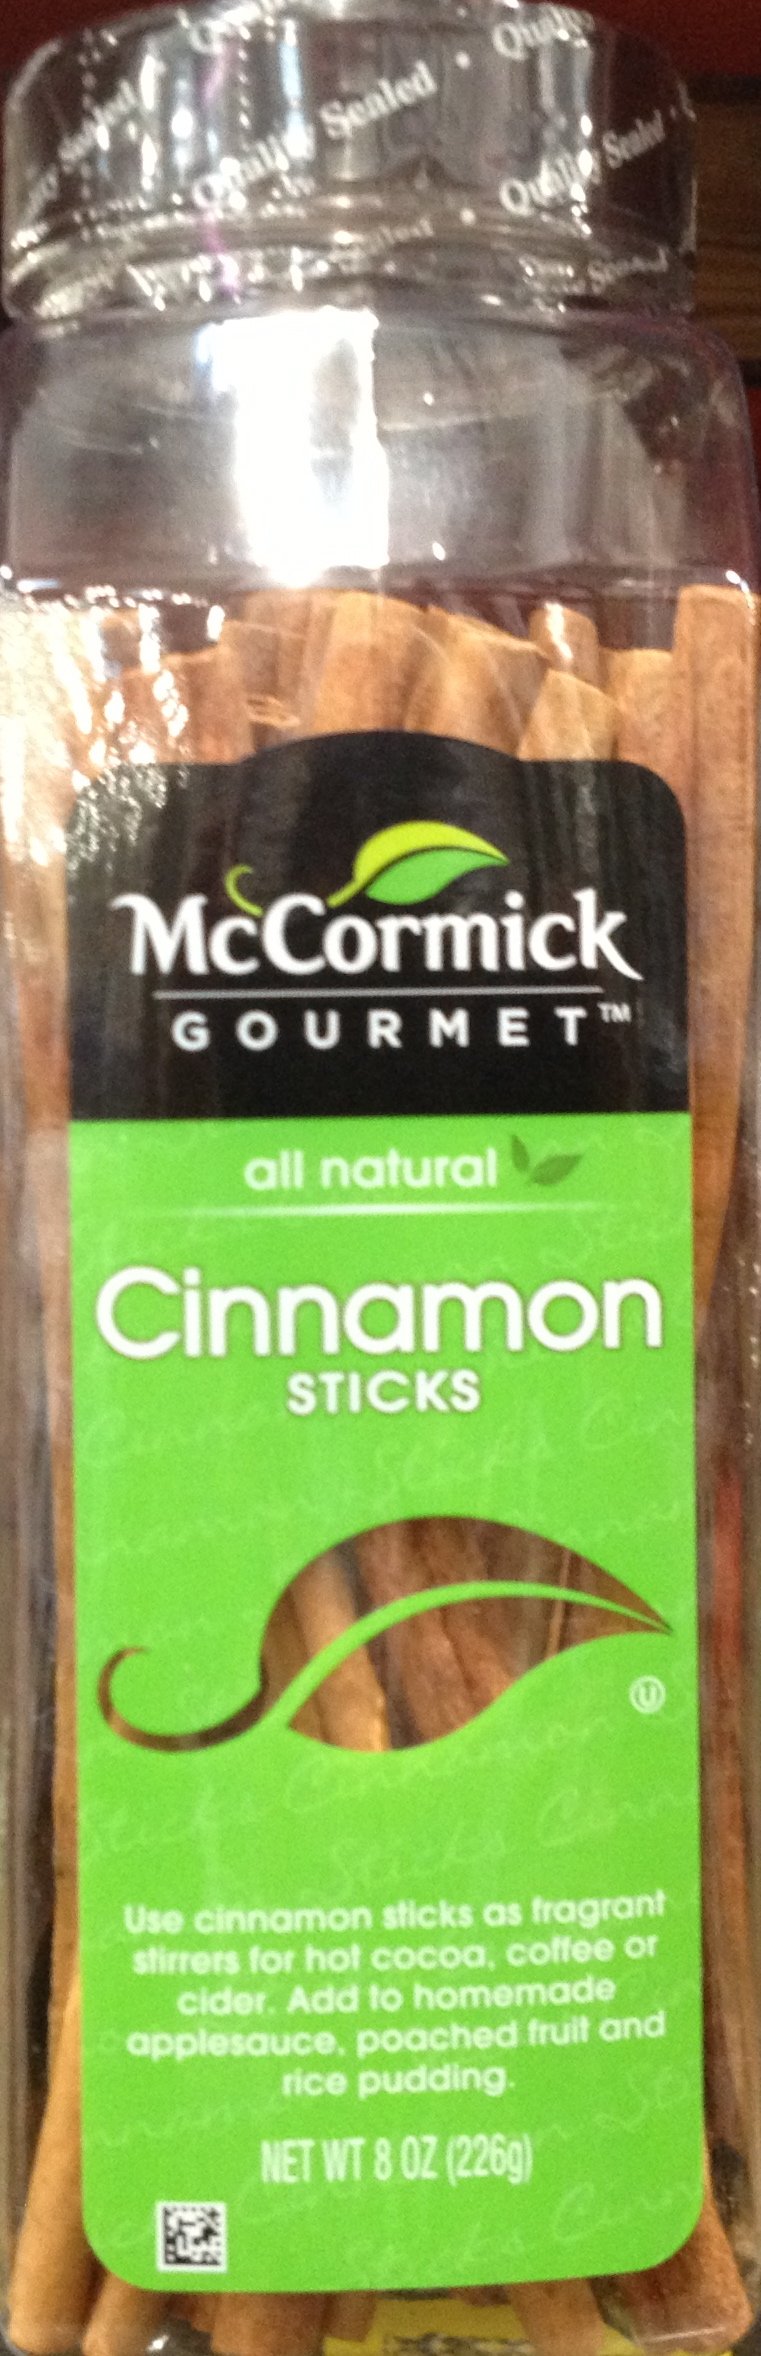 Quality
Quality Sealed
Quality Sealed
McCormick
GOURMET™
all natural
Cinnamon
STICKS
U
Use cinnamon sticks as fragrant
stirrers for hot cocoa, coffee or
cider. Add to homemade
applesauce, poached fruit and
rice pudding.
NET WT 8 OZ (226g)